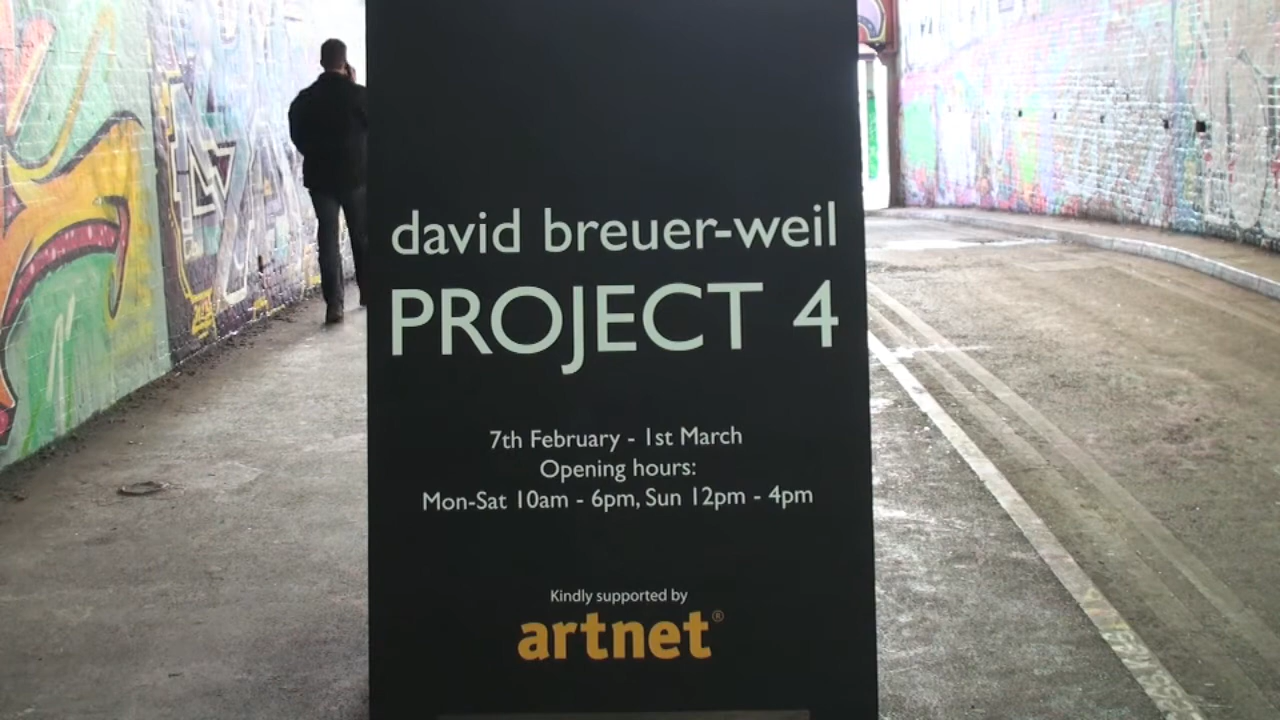 david breuer-weil
PROJECT 4
7th February - 1st March
Opening hours:
Mon-Sat 10am - 6pm, Sun 12pm - 4pm
Kindly supported by
artnet®